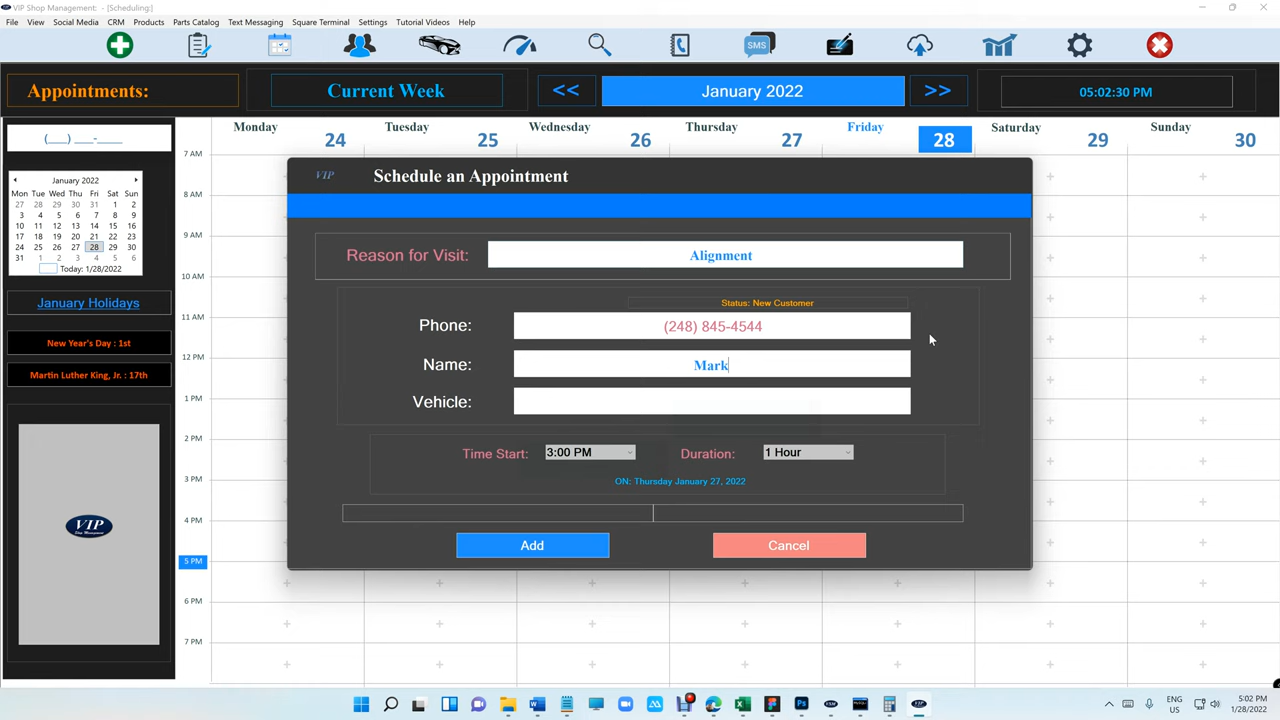 VIP Shop Management: - [Scheduling:]
File View Social Media CRM Products Parts Catalog Text Messaging Square Terminal Settings Tutorial Videos Help
SMS
Appointments:
Current Week
<< January 2022 >>
05:02:30 PM
(___) ___-____
Monday 24 Tuesday 25 Wednesday 26 Thursday 27 Friday 28 Saturday 29 Sunday 30
January 2022
Mon Tue Wed Thu Fri Sat Sun
27 28 29 30 31 1 2
3 4 5 6 7 8 9
10 11 12 13 14 15 16
17 18 19 20 21 22 23
24 25 26 27 28 29 30
31 1 2 3 4 5 6
Today: 1/28/2022
January Holidays
New Year's Day : 1st
Martin Luther King, Jr. : 17th
VIP
Shop Management
7 AM
8 AM
9 AM
10 AM
11 AM
12 PM
1 PM
2 PM
3 PM
4 PM
5 PM
6 PM
7 PM
VIP Schedule an Appointment
Reason for Visit: Alignment
Status: New Customer
Phone: (248) 845-4544
Name: Mark
Vehicle:
Time Start: 3:00 PM Duration: 1 Hour
ON: Thursday January 27, 2022
Add Cancel
ENG
US
5:02 PM
1/28/2022